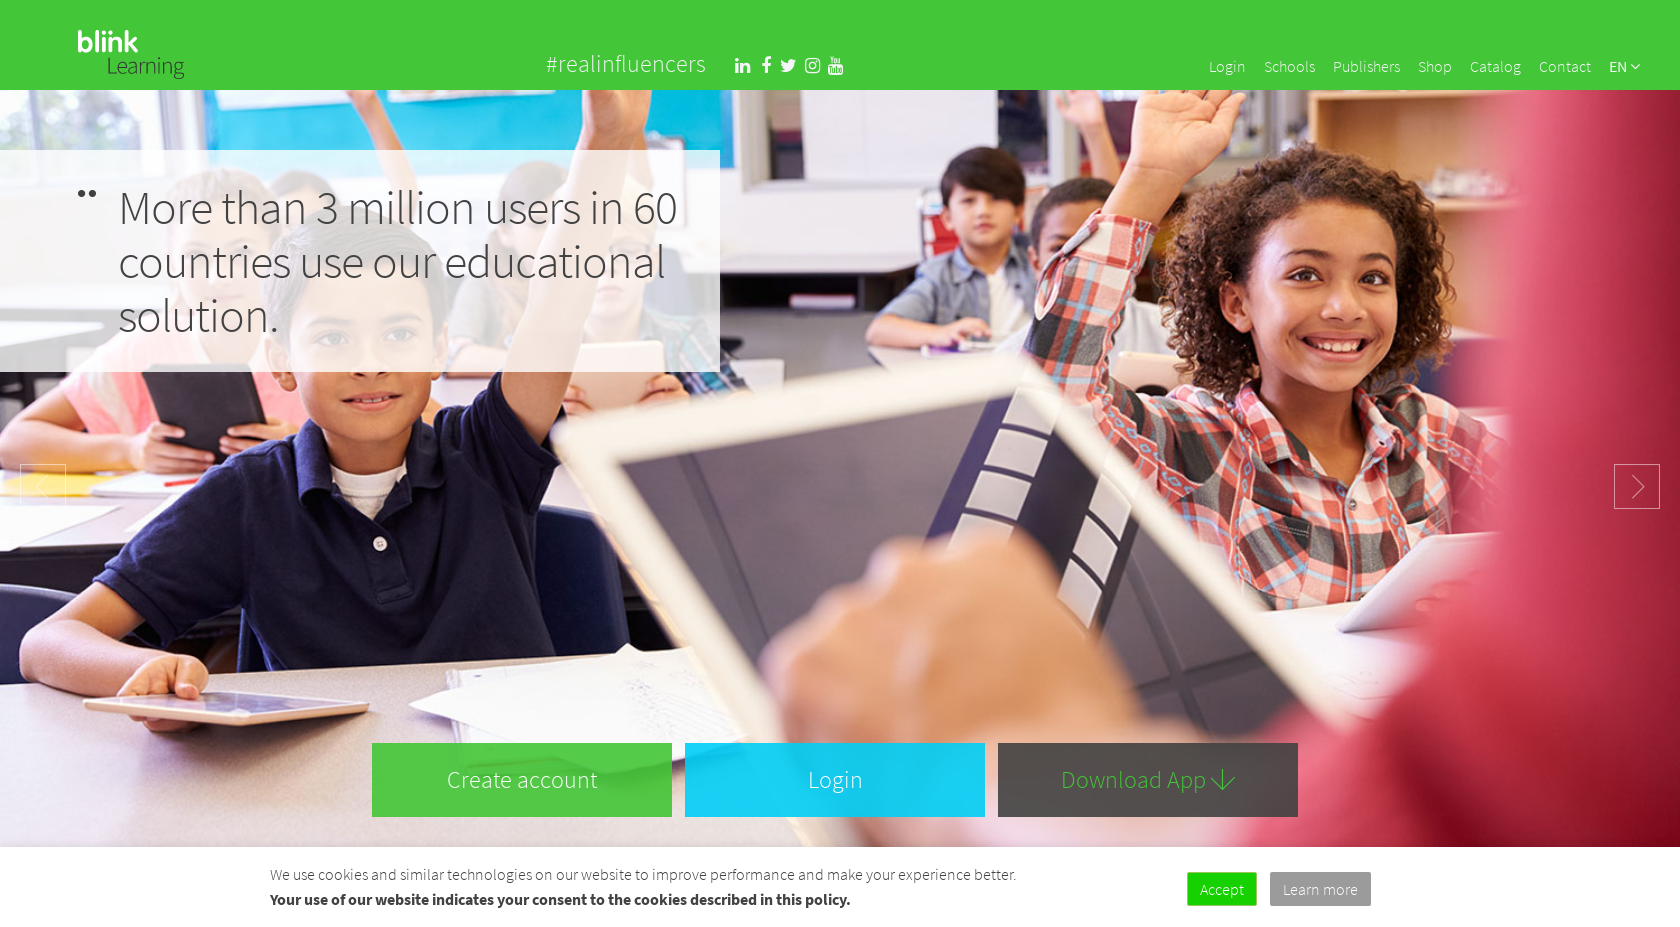 blink
Learning
#realinfluencers
Login Schools Publishers Shop Catalog Contact EN
More than 3 million users in 60
countries use our educational
solution.
Create account
Login
Download App
We use cookies and similar technologies on our website to improve performance and make your experience better.
Your use of our website indicates your consent to the cookies described in this policy.
Accept
Learn more